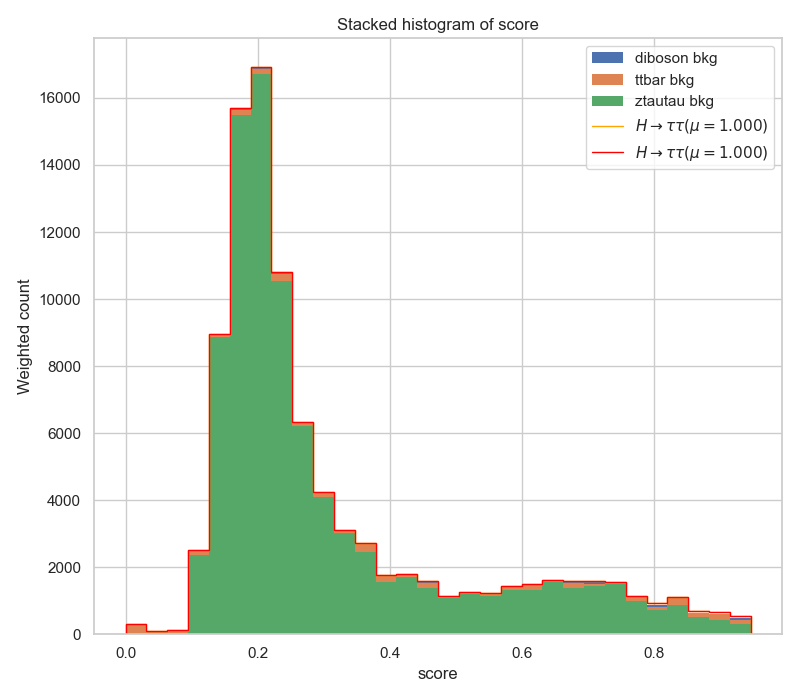 Stacked histogram of score
diboson bkg
ttbar bkg
ztautau bkg
H → ττ(μ = 1.000)
H → ττ(μ = 1.000)
Weighted count
16000
14000
12000
10000
8000
6000
4000
2000
0
0.0 0.2 0.4 0.6 0.8
score